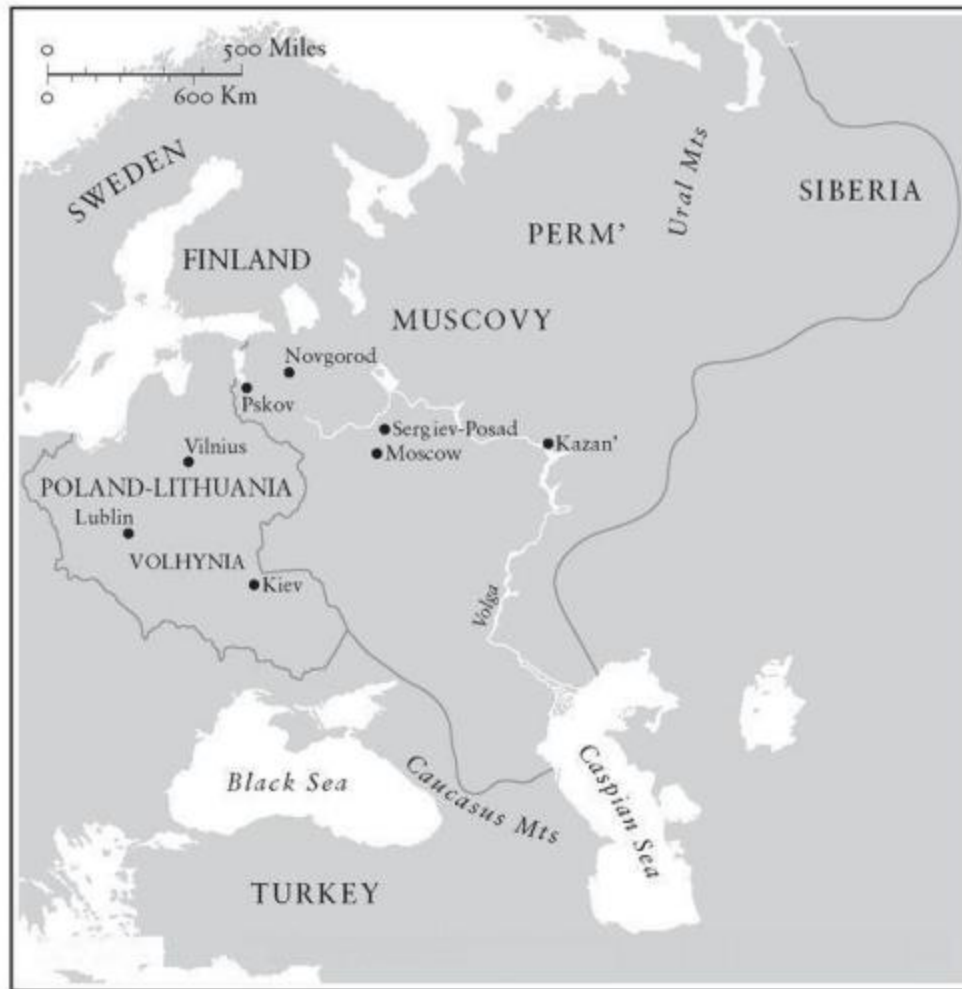 0 500 Miles
0 600 Km
SWEDEN
Ural Mts
SIBERIA
PERM’
FINLAND
MUSCOVY
Novgorod
Pskov
Sergiev-Posad
Moscow
Kazan’
Vilnius
POLAND-LITHUANIA
Lublin
VOLHYNIA
Kiev
Volga
Black Sea
Caucasus Mts
Caspian Sea
TURKEY